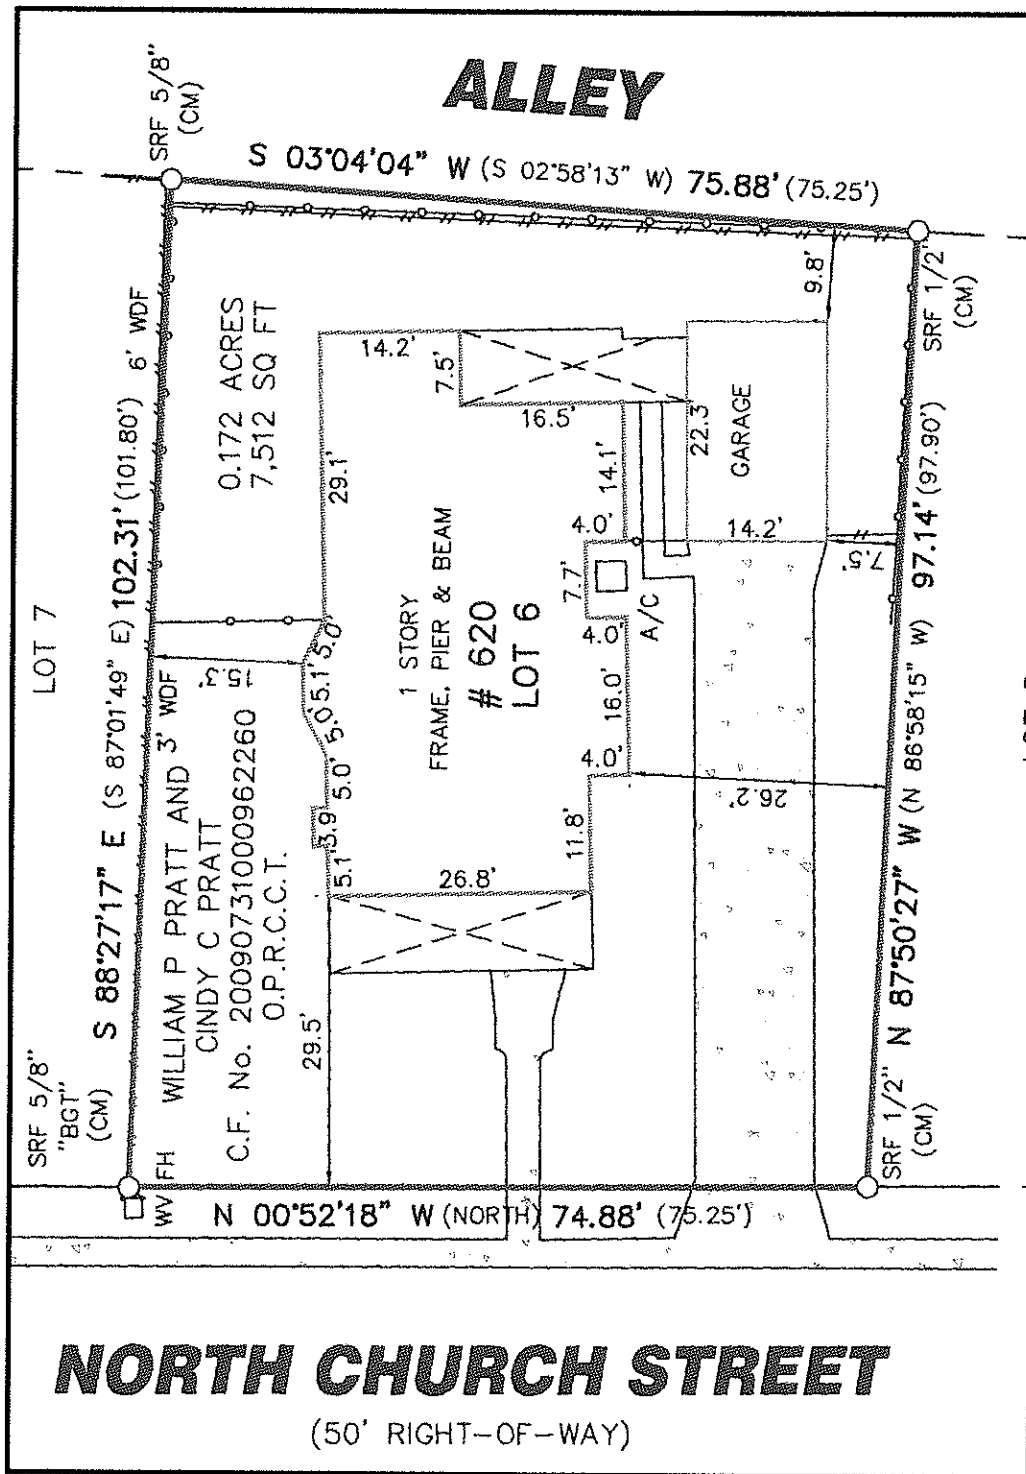 ALLEY
SRF 5/8"
(CM)
S 03°04'04" W (S 02°58'13" W) 75.88' (75.25')
SRF 1/2"
(CM)
9.8'
LOT 7
S 88°27'17" E (S 87°01'49" E) 102.31' (101.80') 6' WDF
0.172 ACRES
7,512 SQ FT
14.2'
7.5'
16.5'
29.1'
14.1'
22.3
GARAGE
4.0'
14.2'
7.5'
7.7'
4.0'
A/C
1 STORY
FRAME, PIER & BEAM
# 620
LOT 6
15.3'
5.0'
5.1'
5.0'
5.0'
3.9'
5.1'
16.0'
4.0'
26.2'
11.8'
26.8'
29.5'
3' WDF
WILLIAM P PRATT AND
CINDY C PRATT
C.F. No. 20090731000962260
O.P.R.C.C.T.
SRF 5/8"
"BGT"
(CM)
WV FH
N 87°50'27" W (N 86°58'15" W) 97.14' (97.90')
SRF 1/2"
(CM)
N 00°52'18" W (NORTH) 74.88' (75.25')
NORTH CHURCH STREET
(50' RIGHT-OF-WAY)